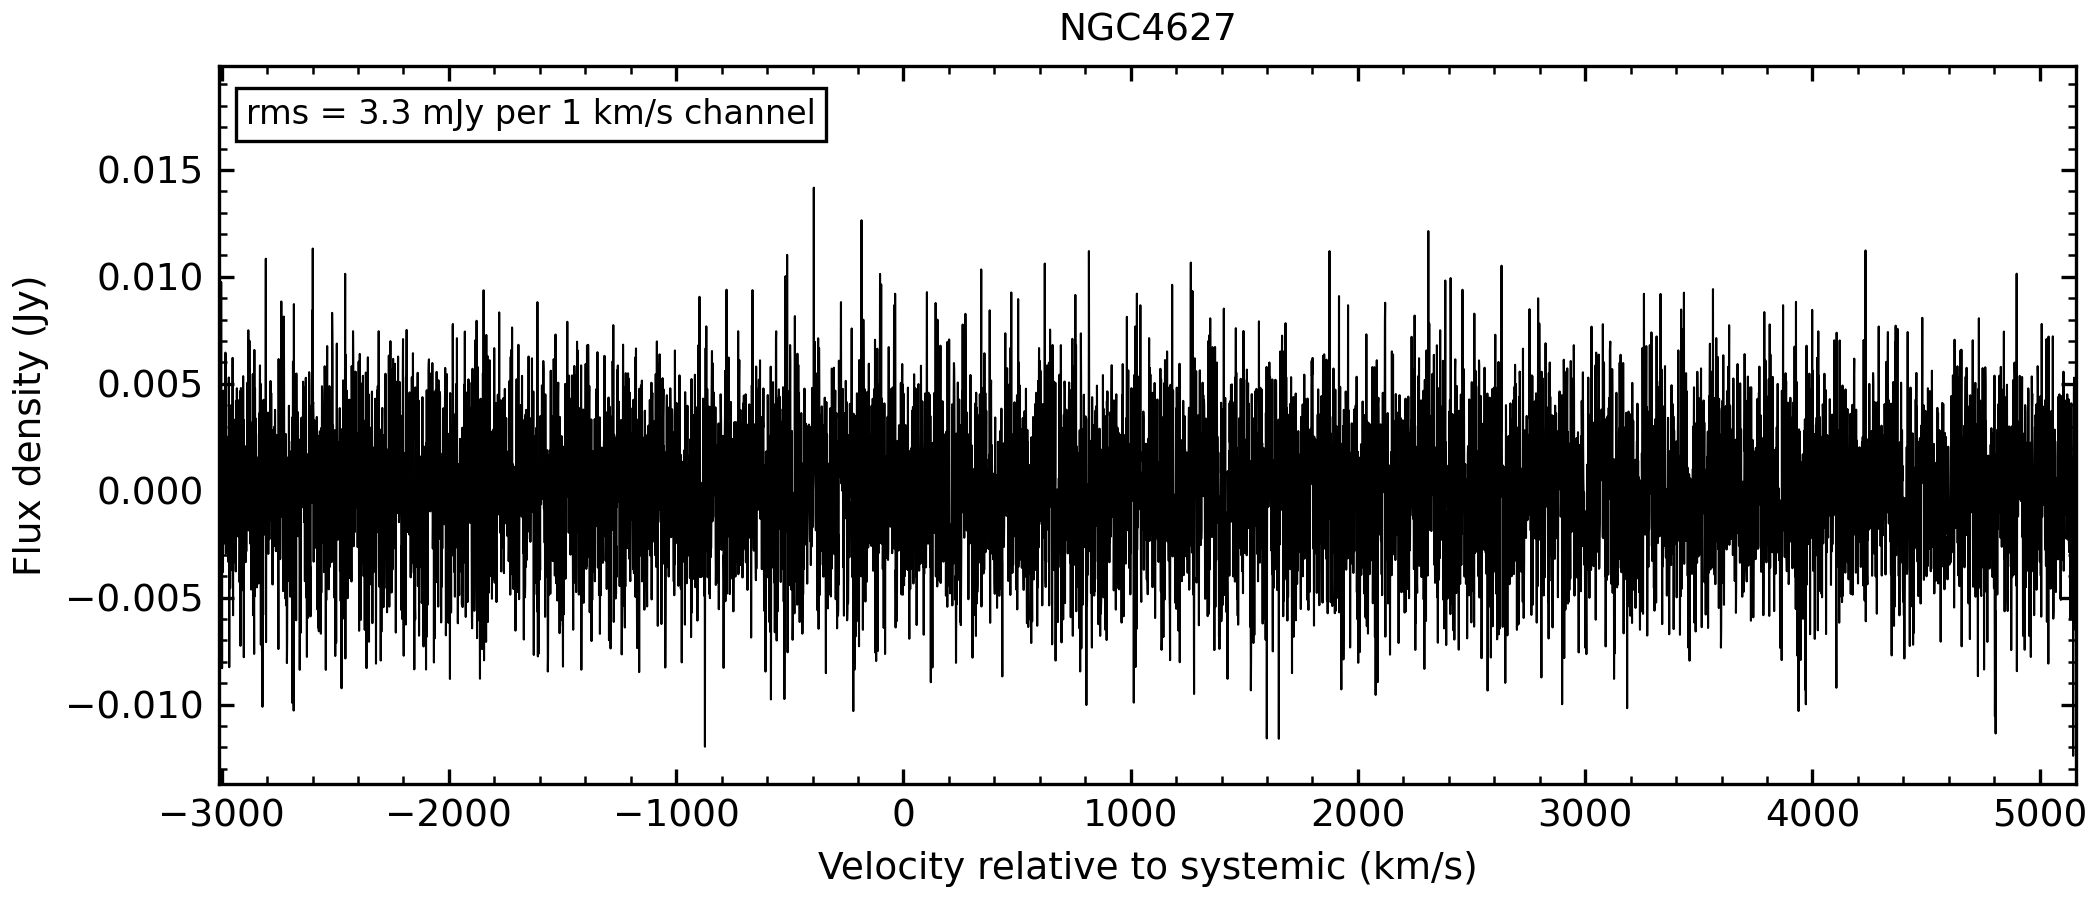 NGC4627
rms = 3.3 mJy per 1 km/s channel
Flux density (Jy)
0.015
0.010
0.005
0.000
−0.005
−0.010
−3000 −2000 −1000 0 1000 2000 3000 4000 5000
Velocity relative to systemic (km/s)